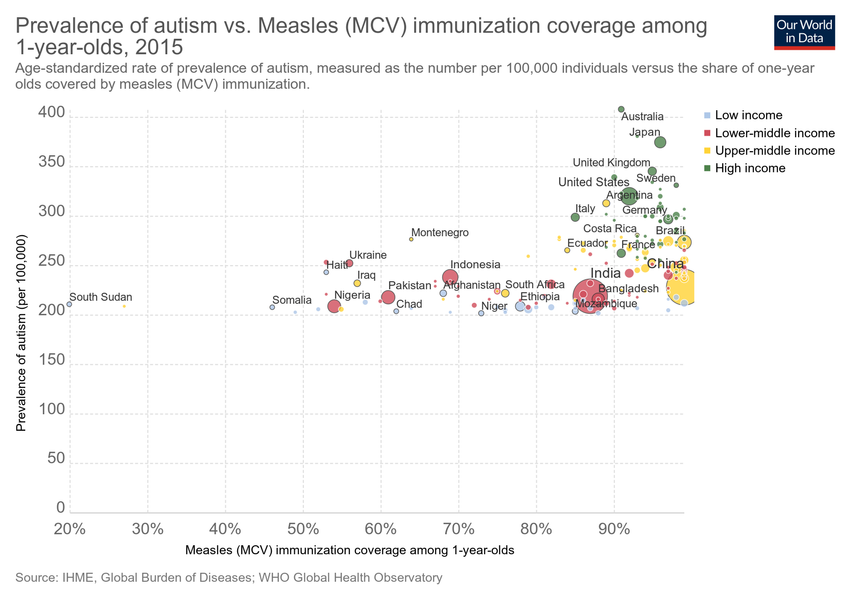 Prevalence of autism vs. Measles (MCV) immunization coverage among
1-year-olds, 2015
Our World
in Data
Age-standardized rate of prevalence of autism, measured as the number per 100,000 individuals versus the share of one-year
olds covered by measles (MCV) immunization.
Low income
Lower-middle income
Upper-middle income
High income
Prevalence of autism (per 100,000)
400
350
300
250
200
150
100
50
0
Australia
Japan
United Kingdom
Sweden
United States
Argentina
Italy
Germany
Costa Rica
Brazil
Montenegro
Ecuador
France
Ukraine
Haiti
Indonesia
China
Iraq
India
Pakistan
Afghanistan
South Africa
Bangladesh
South Sudan
Somalia
Nigeria
Chad
Niger
Ethiopia
Mozambique
20%
30%
40%
50%
60%
70%
80%
90%
Measles (MCV) immunization coverage among 1-year-olds
Source: IHME, Global Burden of Diseases; WHO Global Health Observatory